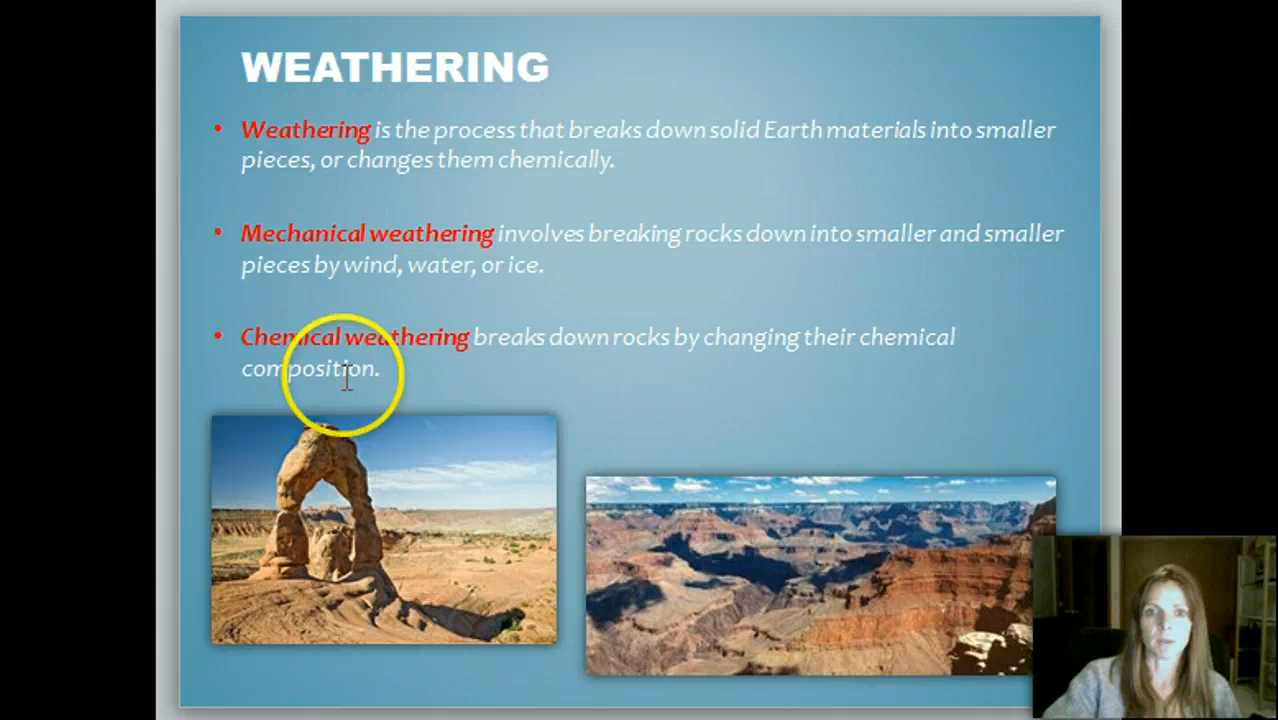 WEATHERING
• Weathering is the process that breaks down solid Earth materials into smaller
pieces, or changes them chemically.
• Mechanical weathering involves breaking rocks down into smaller and smaller
pieces by wind, water, or ice.
• Chemical weathering breaks down rocks by changing their chemical
composition.